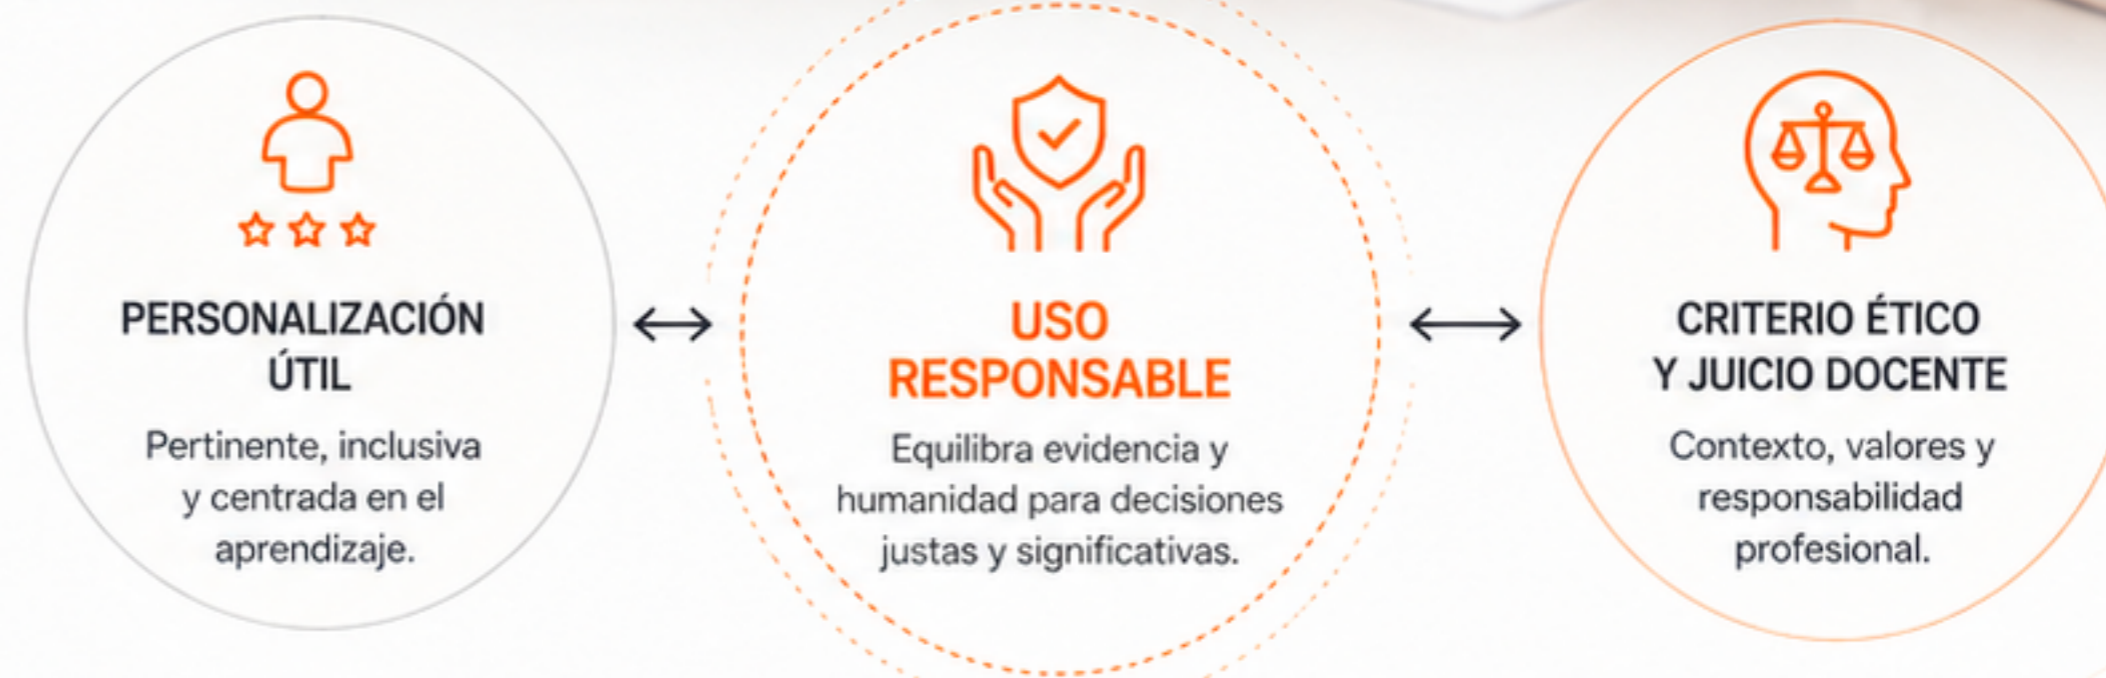 PERSONALIZACIÓN
ÚTIL
Pertinente, inclusiva
y centrada en el
aprendizaje.
USO
RESPONSABLE
Equilibra evidencia y
humanidad para decisiones
justas y significativas.
CRITERIO ÉTICO
Y JUICIO DOCENTE
Contexto, valores y
responsabilidad
profesional.